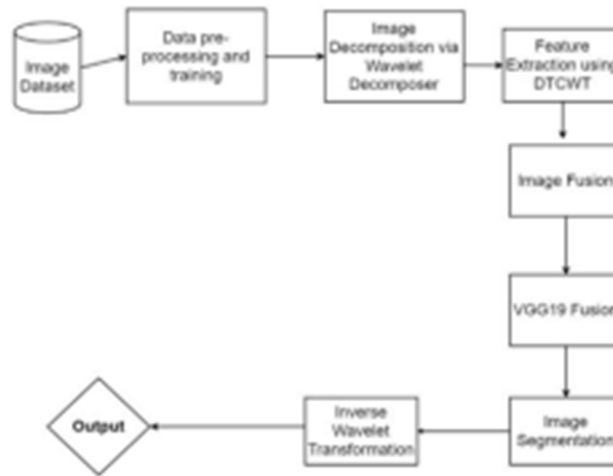 Image
Dataset
Data pre-
processing and
training
Image
Decomposition via
Wavelet
Decomposer
Feature
Extraction using
DTCWT
Image Fusion
VGG19 Fusion
Image
Segmentation
Inverse
Wavelet
Transformation
Output